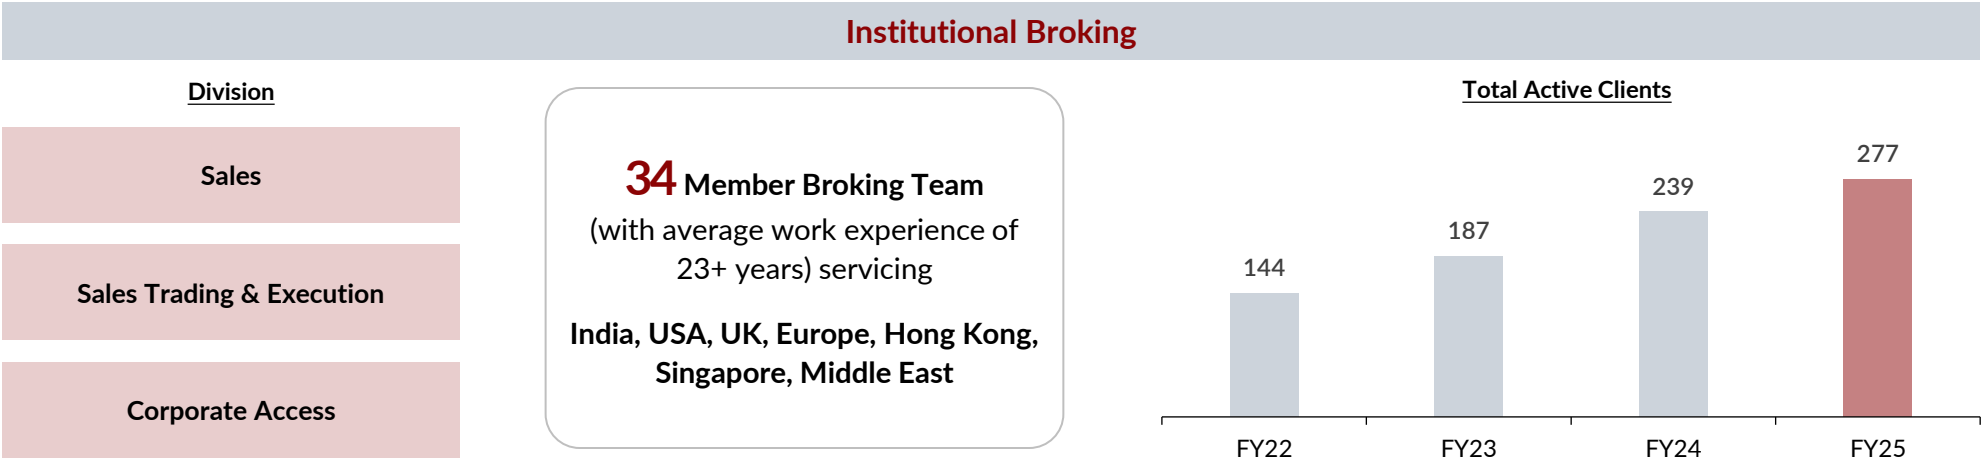 Institutional Broking
Division
Sales
Sales Trading & Execution
Corporate Access
34 Member Broking Team
(with average work experience of
23+ years) servicing
India, USA, UK, Europe, Hong Kong,
Singapore, Middle East
Total Active Clients
144
187
239
277
FY22
FY23
FY24
FY25